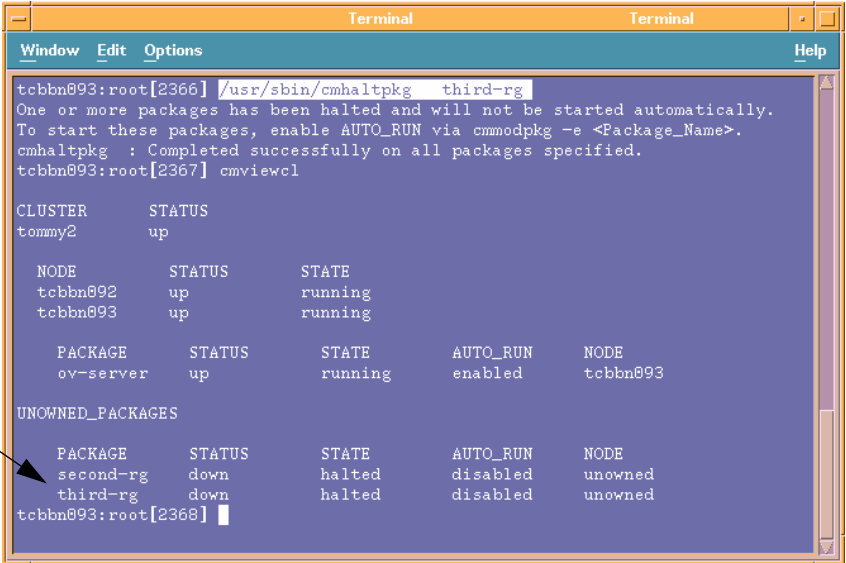 Terminal Terminal
Window Edit Options Help
tcbbn093:root[2366] /usr/sbin/cmhaltpkg third-rg
One or more packages has been halted and will not be started automatically.
To start these packages, enable AUTO_RUN via cmmodpkg -e <Package_Name>.
cmhaltpkg : Completed successfully on all packages specified.
tcbbn093:root[2367] cmviewcl
CLUSTER STATUS
tommy2 up
NODE STATUS STATE
tcbbn092 up running
tcbbn093 up running
PACKAGE STATUS STATE AUTO_RUN NODE
ov-server up running enabled tcbbn093
UNOWNED_PACKAGES
PACKAGE STATUS STATE AUTO_RUN NODE
second-rg down halted disabled unowned
third-rg down halted disabled unowned
tcbbn093:root[2368]